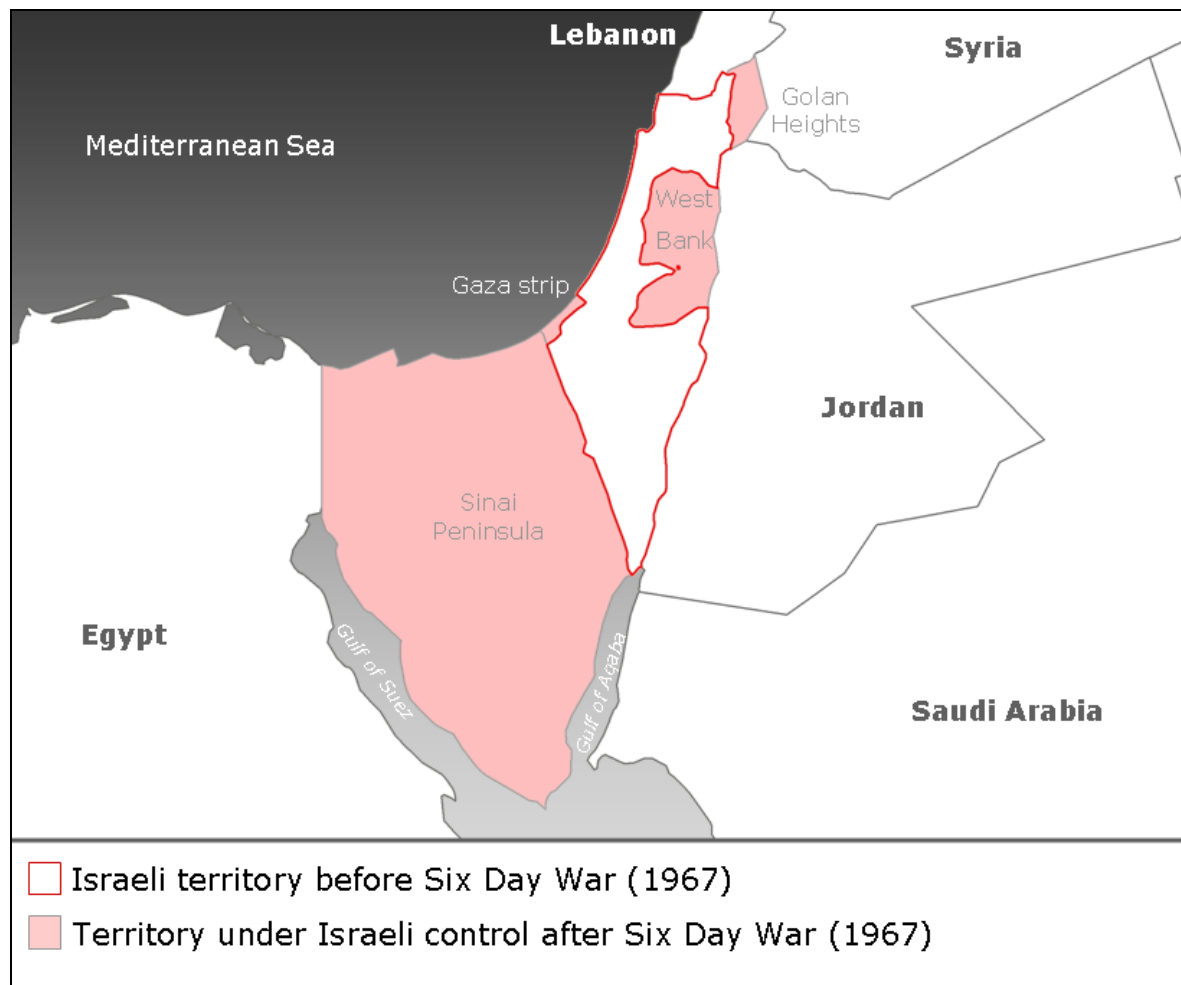 Lebanon
Syria
Golan
Heights
Mediterranean Sea
West
Bank
Gaza strip
Jordan
Sinai
Peninsula
Egypt
Gulf of Suez
Gulf of Aqaba
Saudi Arabia
Israeli territory before Six Day War (1967)
Territory under Israeli control after Six Day War (1967)